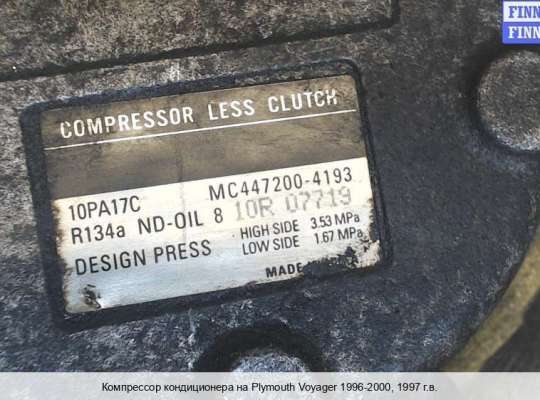 FINN
FINN
COMPRESSOR LESS CLUTCH
10PA17C MC447200-4193
R134a ND-OIL 8 10R 07719
DESIGN PRESS HIGH SIDE 3.53 MPa
LOW SIDE 1.67 MPa
MADE
Компрессор кондиционера на Plymouth Voyager 1996-2000, 1997 г.в.